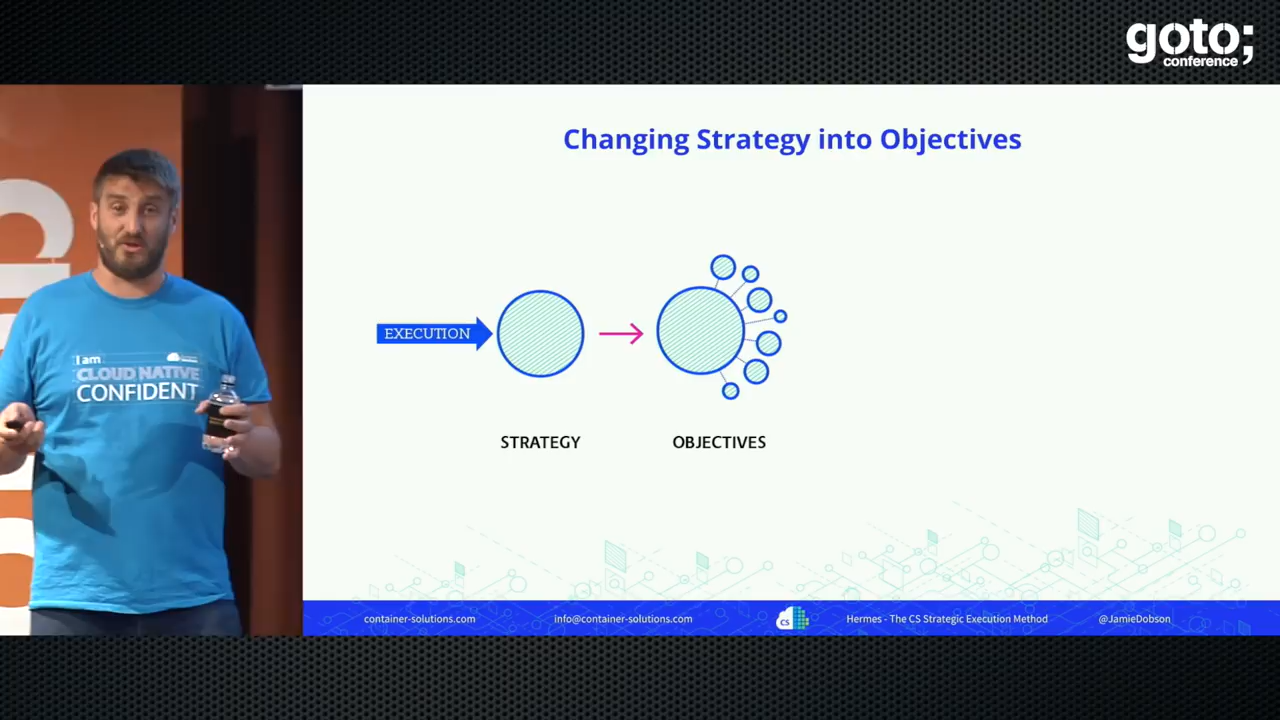 goto;
conference
Changing Strategy into Objectives
EXECUTION
STRATEGY
OBJECTIVES
I am
CLOUD NATIVE
CONFIDENT
container-solutions.com
info@container-solutions.com
CS
Hermes - The CS Strategic Execution Method
@JamieDobson